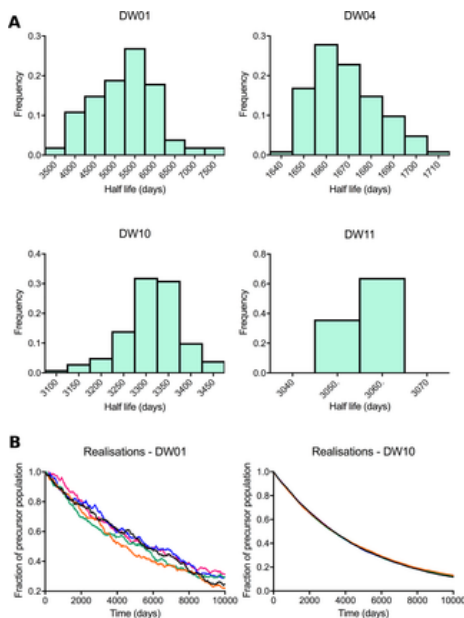 A
DW01
DW04
Frequency
0.3
0.2
0.1
0.0
3500 4000 4500 5000 5500 6000 6500 7000 7500
Half life (days)
Frequency
0.3
0.2
0.1
0.0
1640 1650 1660 1670 1680 1690 1700 1710
Half life (days)
DW10
DW11
Frequency
0.4
0.3
0.2
0.1
0.0
3100 3150 3200 3250 3300 3350 3400 3450
Half life (days)
Frequency
0.8
0.6
0.4
0.2
0.0
3040 3050. 3060. 3070
Half life (days)
B
Realisations - DW01
Realisations - DW10
Fraction of precursor population
1.0
0.8
0.6
0.4
0.2
0 2000 4000 6000 8000 10000
Time (days)
Fraction of precursor population
1.0
0.8
0.6
0.4
0.2
0.0
0 2000 4000 6000 8000 10000
Time (days)